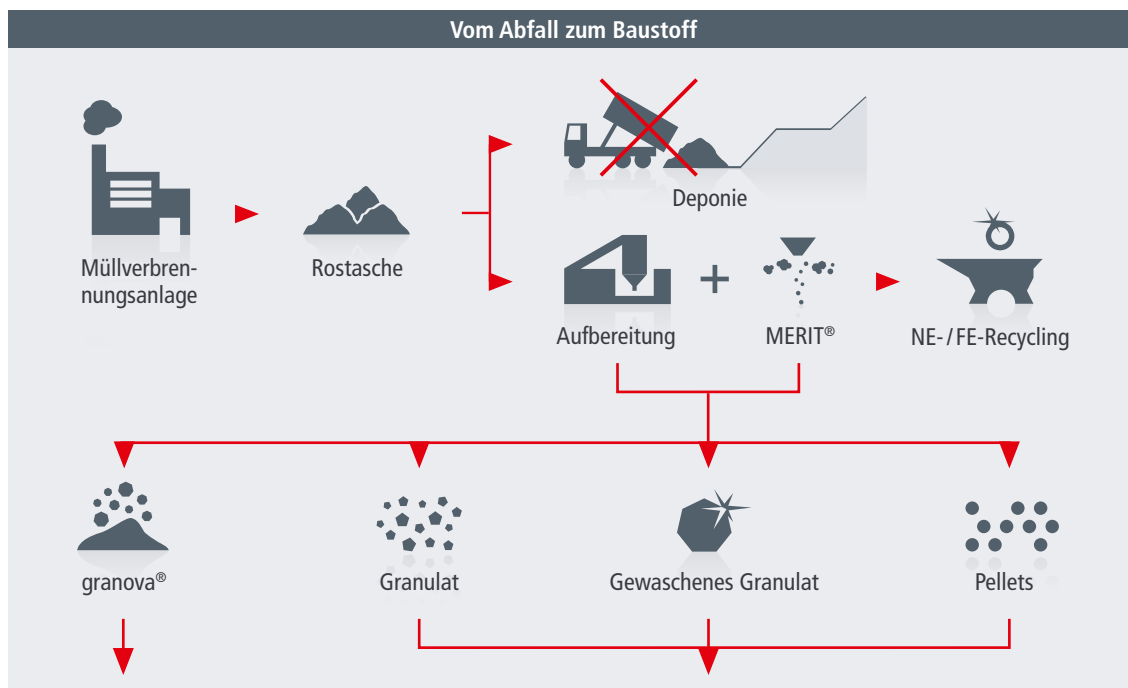 Vom Abfall zum Baustoff
Deponie
Müllverbren-
nungsanlage
Rostasche
Aufbereitung
MERIT®
NE- / FE-Recycling
granova®
Granulat
Gewaschenes Granulat
Pellets